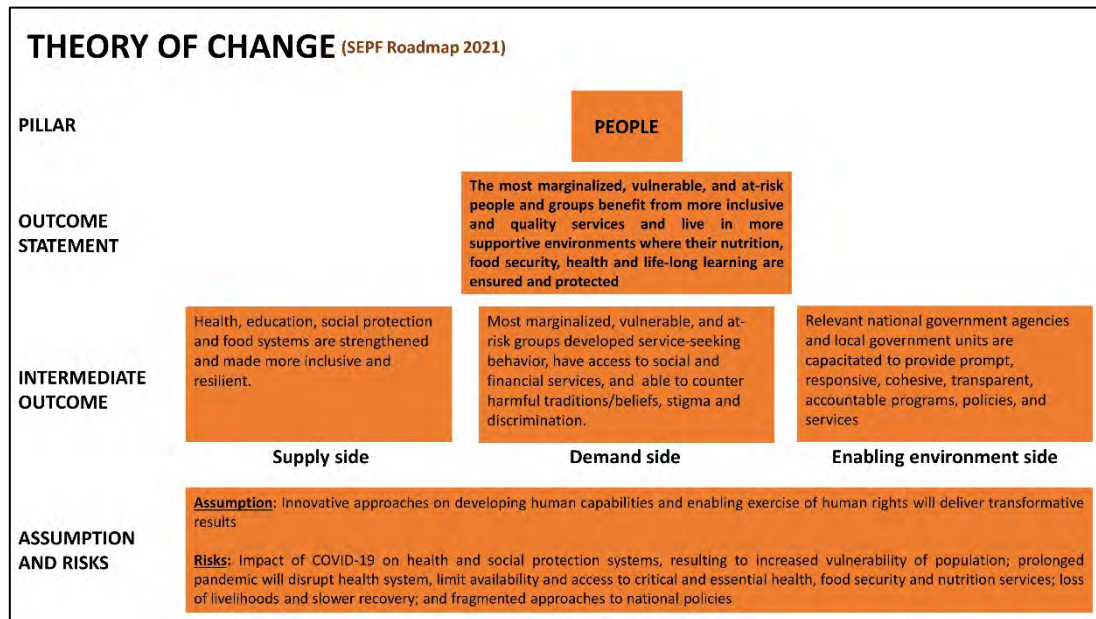 THEORY OF CHANGE (SEPF Roadmap 2021)
PILLAR
PEOPLE
OUTCOME
STATEMENT
The most marginalized, vulnerable, and at-risk
people and groups benefit from more inclusive
and quality services and live in more
supportive environments where their nutrition,
food security, health and life-long learning are
ensured and protected
INTERMEDIATE
OUTCOME
Health, education, social protection
and food systems are strengthened
and made more inclusive and
resilient.
Supply side
Most marginalized, vulnerable, and at-
risk groups developed service-seeking
behavior, have access to social and
financial services, and able to counter
harmful traditions/beliefs, stigma and
discrimination.
Demand side
Relevant national government agencies
and local government units are
capacitated to provide prompt,
responsive, cohesive, transparent,
accountable programs, policies, and
services
Enabling environment side
ASSUMPTION
AND RISKS
Assumption: Innovative approaches on developing human capabilities and enabling exercise of human rights will deliver transformative
results
Risks: Impact of COVID-19 on health and social protection systems, resulting to increased vulnerability of population; prolonged
pandemic will disrupt health system, limit availability and access to critical and essential health, food security and nutrition services; loss
of livelihoods and slower recovery; and fragmented approaches to national policies